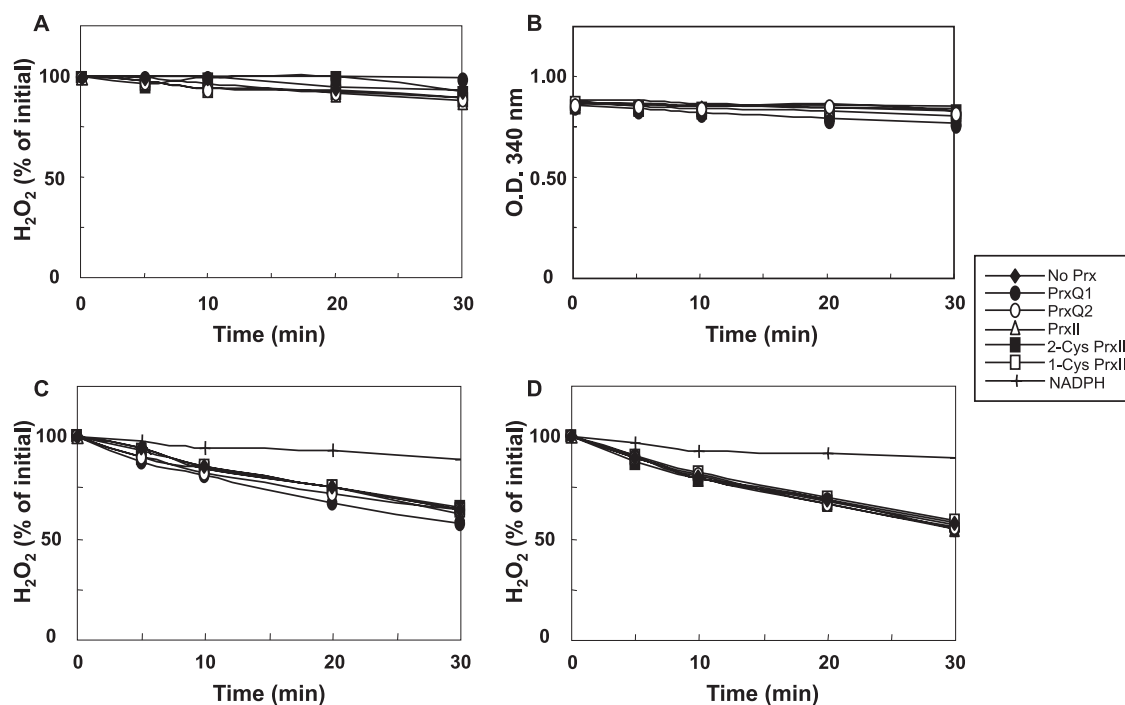 A
H₂O₂ (% of initial)
100
50
0
0 10 20 30
Time (min)
B
O.D. 340 nm
1.00
0.50
0
0 10 20 30
Time (min)
No Prx
PrxQ1
PrxQ2
PrxII
2-Cys PrxII
1-Cys PrxII
NADPH
C
H₂O₂ (% of initial)
100
50
0
0 10 20 30
Time (min)
D
H₂O₂ (% of initial)
100
50
0
0 10 20 30
Time (min)